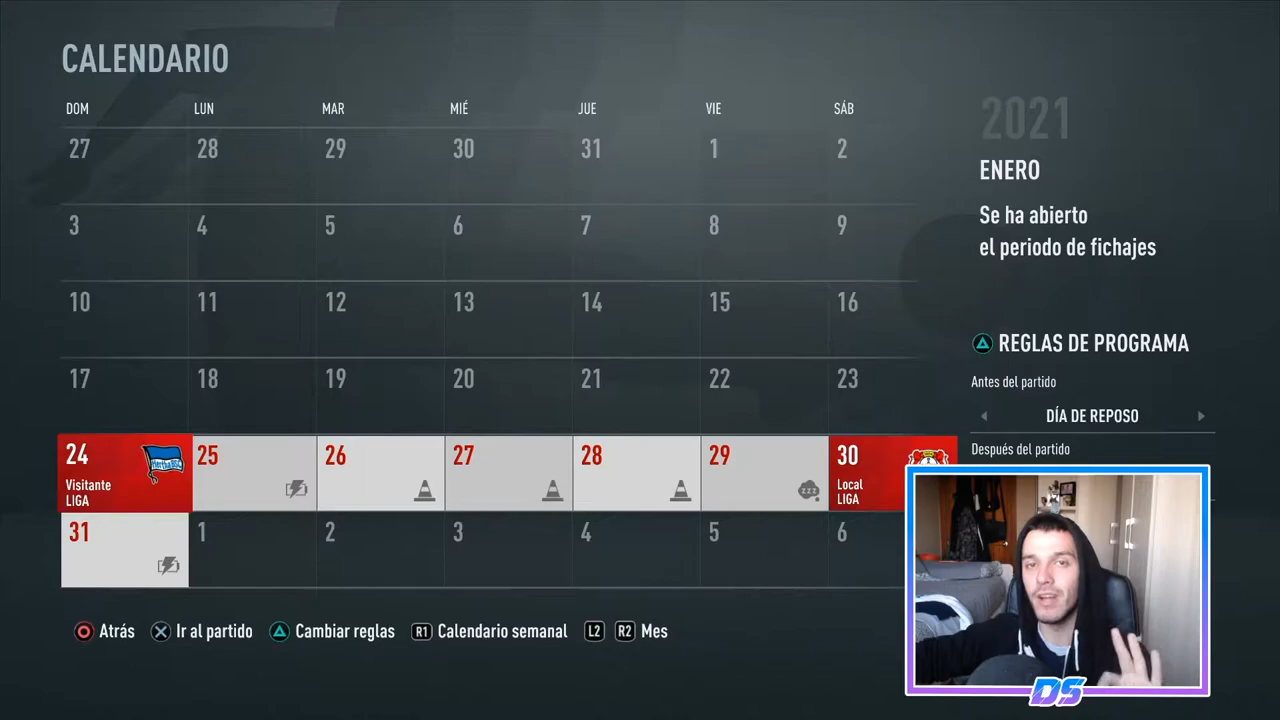 CALENDARIO
DOM LUN MAR MIÉ JUE VIE SÁB
27 28 29 30 31 1 2
3 4 5 6 7 8 9
10 11 12 13 14 15 16
17 18 19 20 21 22 23
24 25 26 27 28 29 30
Hertha BSC
Visitante
LIGA
zzz
Local
LIGA
31 1 2 3 4 5 6
2021
ENERO
Se ha abierto
el periodo de fichajes
REGLAS DE PROGRAMA
Antes del partido
DÍA DE REPOSO
Después del partido
Atrás Ir al partido Cambiar reglas R1 Calendario semanal L2 R2 Mes
DS